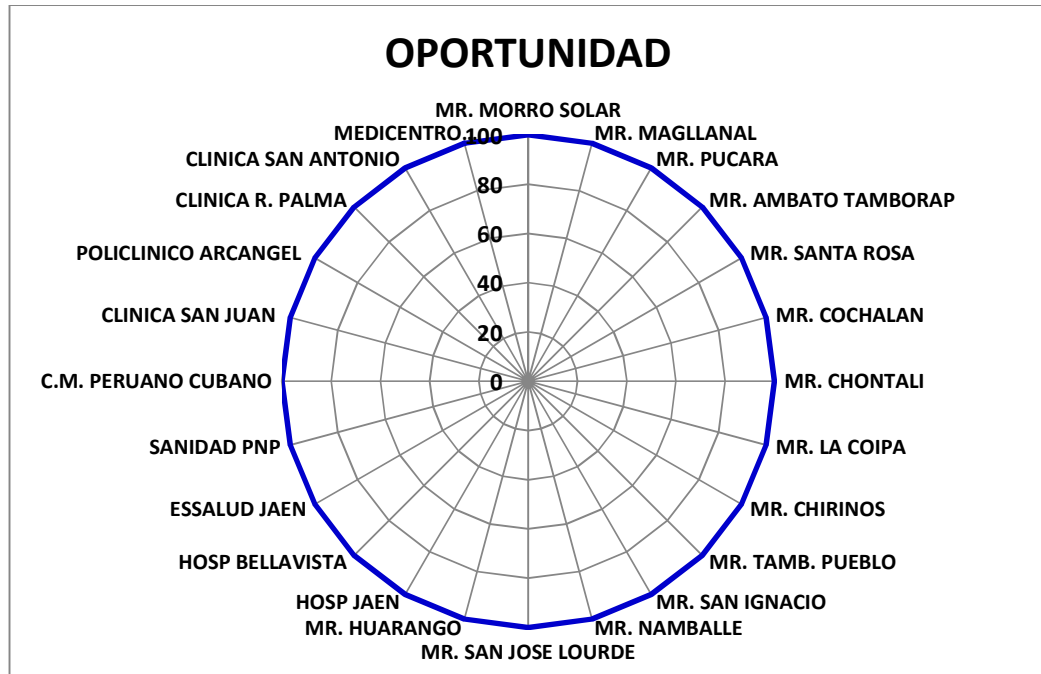 OPORTUNIDAD
MR. MORRO SOLAR
MR. MAGLLANAL
MR. PUCARA
MR. AMBATO TAMBORAP
MR. SANTA ROSA
MR. COCHALAN
MR. CHONTALI
MR. LA COIPA
MR. CHIRINOS
MR. TAMB. PUEBLO
MR. SAN IGNACIO
MR. NAMBALLE
MR. SAN JOSE LOURDE
MR. HUARANGO
HOSP JAEN
HOSP BELLAVISTA
ESSALUD JAEN
SANIDAD PNP
C.M. PERUANO CUBANO
CLINICA SAN JUAN
POLICLINICO ARCANGEL
CLINICA R. PALMA
CLINICA SAN ANTONIO
MEDICENTRO.
100
80
60
40
20
0